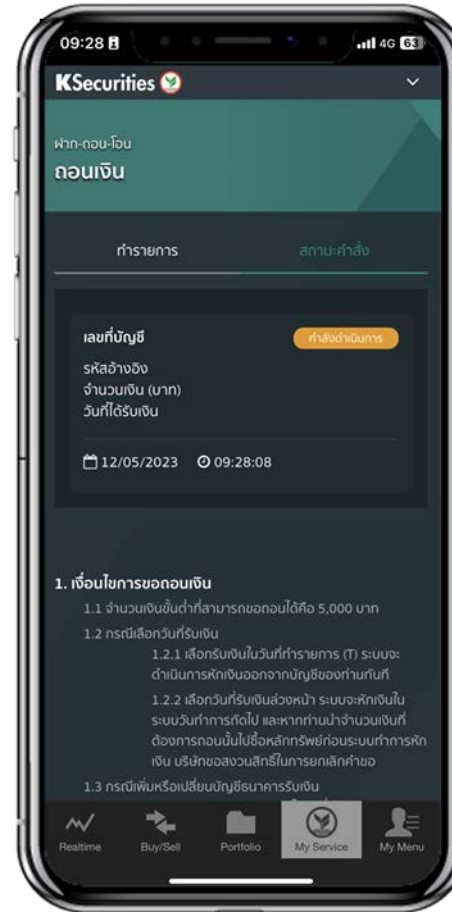 09:28
4G 63
KSecurities
ฝาก-ถอน-โอน
ถอนเงิน
ทำรายการ สถานะคำสั่ง
เลขที่บัญชี กำลังดำเนินการ
รหัสอ้างอิง
จำนวนเงิน (บาท)
วันที่ได้รับเงิน
12/05/2023 09:28:08
1. เงื่อนไขการขอถอนเงิน
1.1 จำนวนเงินขั้นต่ำที่สามารถขอถอนได้คือ 5,000 บาท
1.2 กรณีเลือกวันที่รับเงิน
1.2.1 เลือกรับเงินในวันที่ทำรายการ (T) ระบบจะ
ดำเนินการหักเงินออกจากบัญชีของท่านทันที
1.2.2 เลือกวันที่รับเงินล่วงหน้า ระบบจะหักเงินใน
ระบบวันทำการถัดไป และหากท่านนำจำนวนเงินที่
ต้องการถอนนั้นไปซื้อหลักทรัพย์ก่อนระบบทำการหัก
เงิน บริษัทขอสงวนสิทธิ์ในการยกเลิกคำขอ
1.3 กรณีเพิ่มหรือเปลี่ยนบัญชีธนาคารรับเงิน
Realtime Buy/Sell Portfolio My Service My Menu